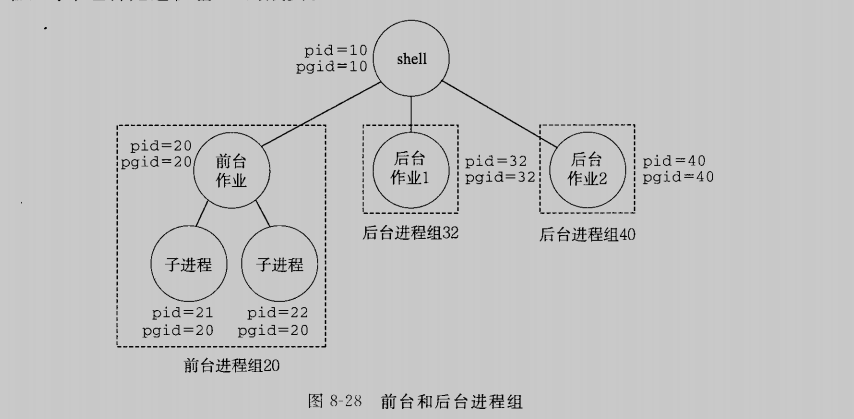 pid=10
pgid=10
shell
pid=20
pgid=20
前台
作业
后台
作业1
pid=32
pgid=32
后台
作业2
pid=40
pgid=40
后台进程组32
后台进程组40
子进程
子进程
pid=21
pgid=20
pid=22
pgid=20
前台进程组20
图 8-28 前台和后台进程组